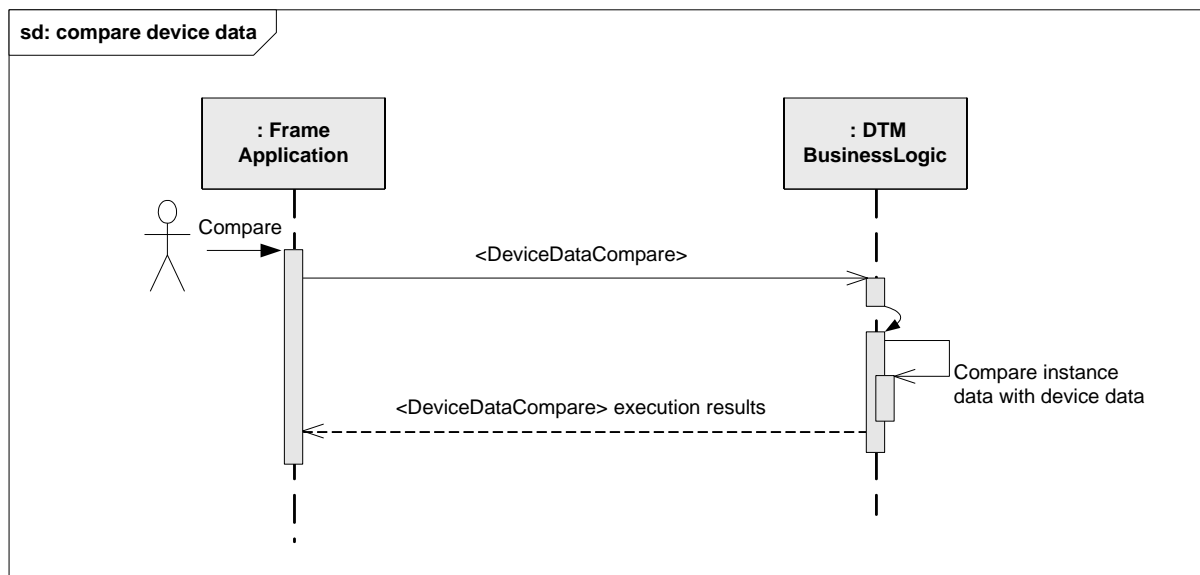 sd: compare device data
: Frame
Application
: DTM
BusinessLogic
Compare
<DeviceDataCompare>
Compare instance
data with device data
<DeviceDataCompare> execution results